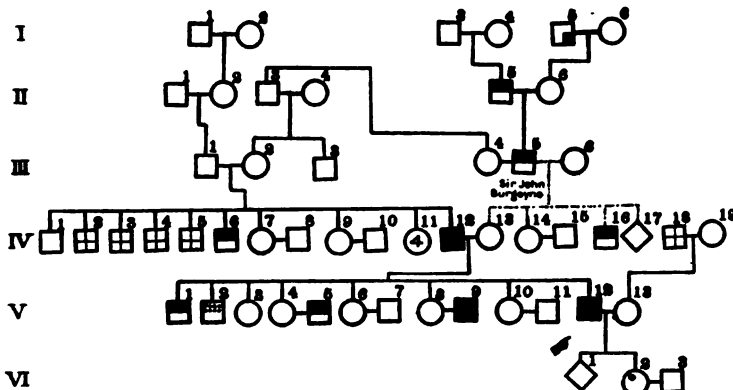 I
1 2 3 4 5 6
II
1 2 3 4 5 6
III
1 2 3 4 5 6
Sir John
Burgoyne
IV
1 2 3 4 5 6 7 8 9 10 11 12 13 14 15 16 17 18 19
4
V
1 2 3 4 5 6 7 8 9 10 11 12 13
VI
1 2 3